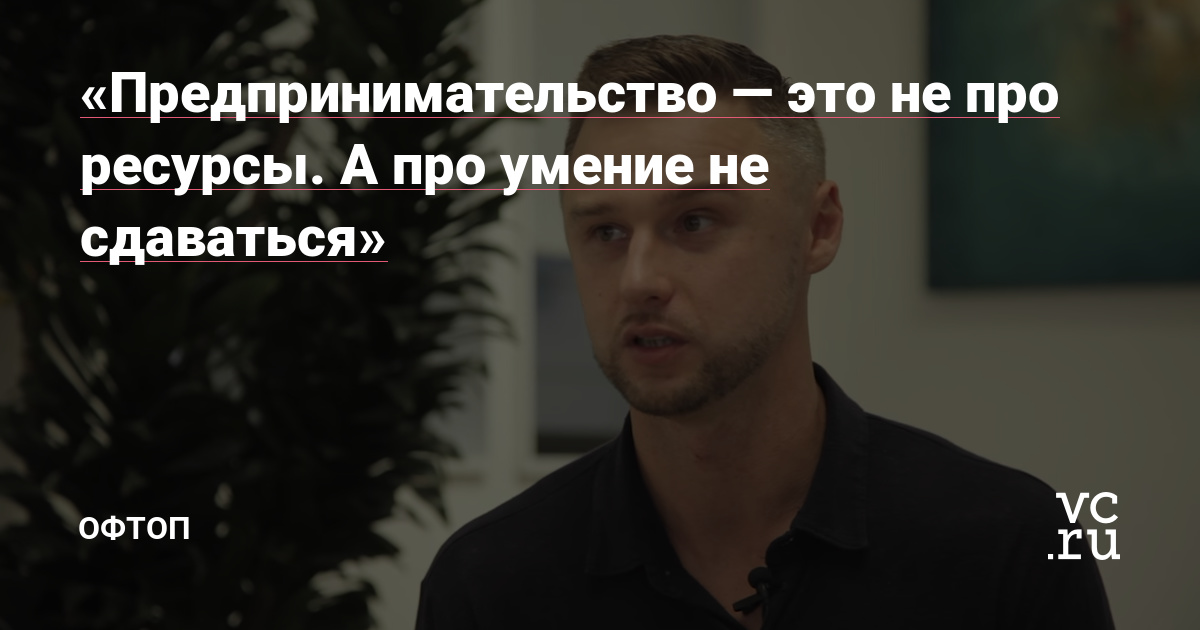 «Предпринимательство — это не про
ресурсы. А про умение не
сдаваться»
ОФТОП
vc
.ru